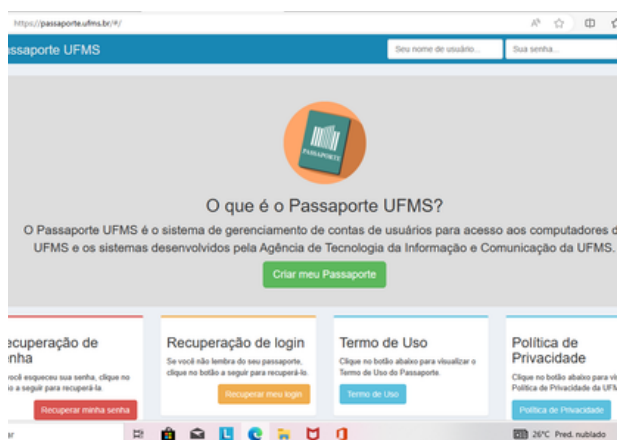 https://passaporte.ufms.br/#/
ssaporte UFMS
Seu nome de usuário...
Sua senha...
PASSAPORTE
O que é o Passaporte UFMS?
O Passaporte UFMS é o sistema de gerenciamento de contas de usuários para acesso aos computadores d
UFMS e os sistemas desenvolvidos pela Agência de Tecnologia da Informação e Comunicação da UFMS.
Criar meu Passaporte
ecuperação de
enha
você esqueceu sua senha, clique no
o a seguir para recuperá-la.
Recuperar minha senha
Recuperação de login
Se você não lembra do seu passaporte,
clique no botão a seguir para recuperá-lo.
Recuperar meu login
Termo de Uso
Clique no botão abaixo para visualizar o
Termo de Uso do Passaporte.
Termo de Uso
Política de
Privacidade
Clique no botão abaixo para vis
Política de Privacidade da UFM
Política de Privacidade
ar
26°C Pred. nublado